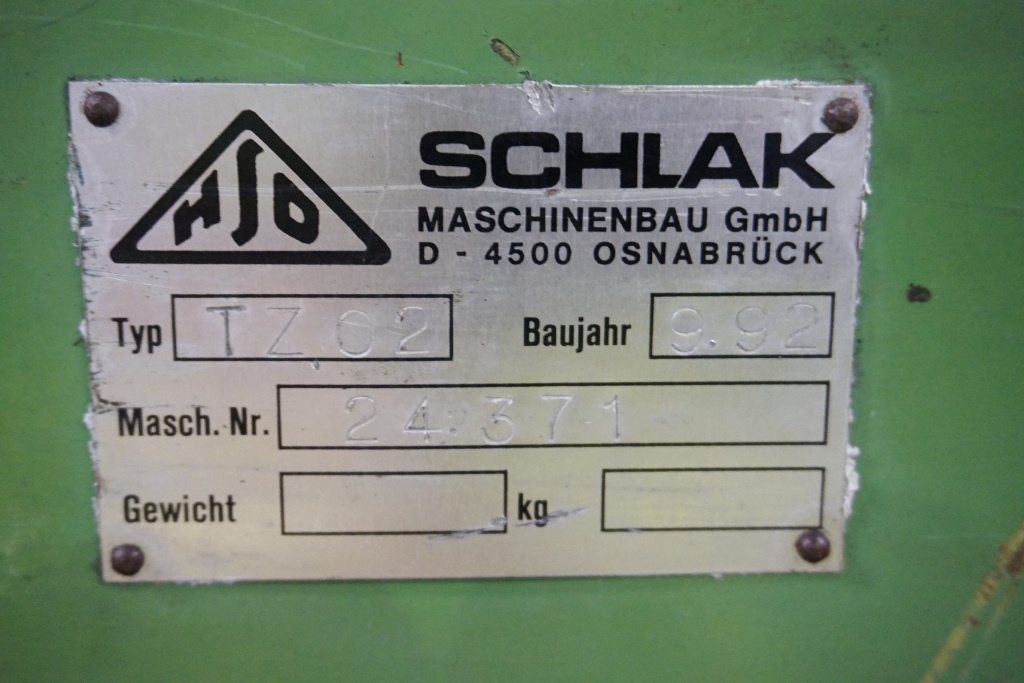 HSO
SCHLAK
MASCHINENBAU GmbH
D - 4500 OSNABRÜCK
Typ TZ 02 Baujahr 9.92
Masch. Nr. 24.371
Gewicht kg